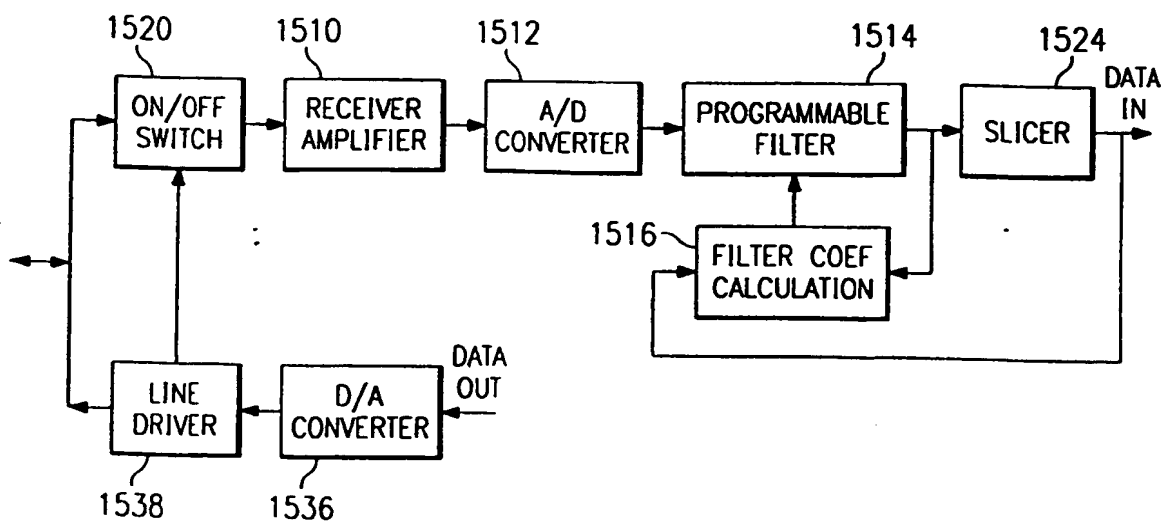 1520
1510
1512
1514
1524
ON/OFF
SWITCH
RECEIVER
AMPLIFIER
A/D
CONVERTER
PROGRAMMABLE
FILTER
SLICER
DATA
IN
1516
FILTER COEF
CALCULATION
LINE
DRIVER
D/A
CONVERTER
DATA
OUT
1538
1536